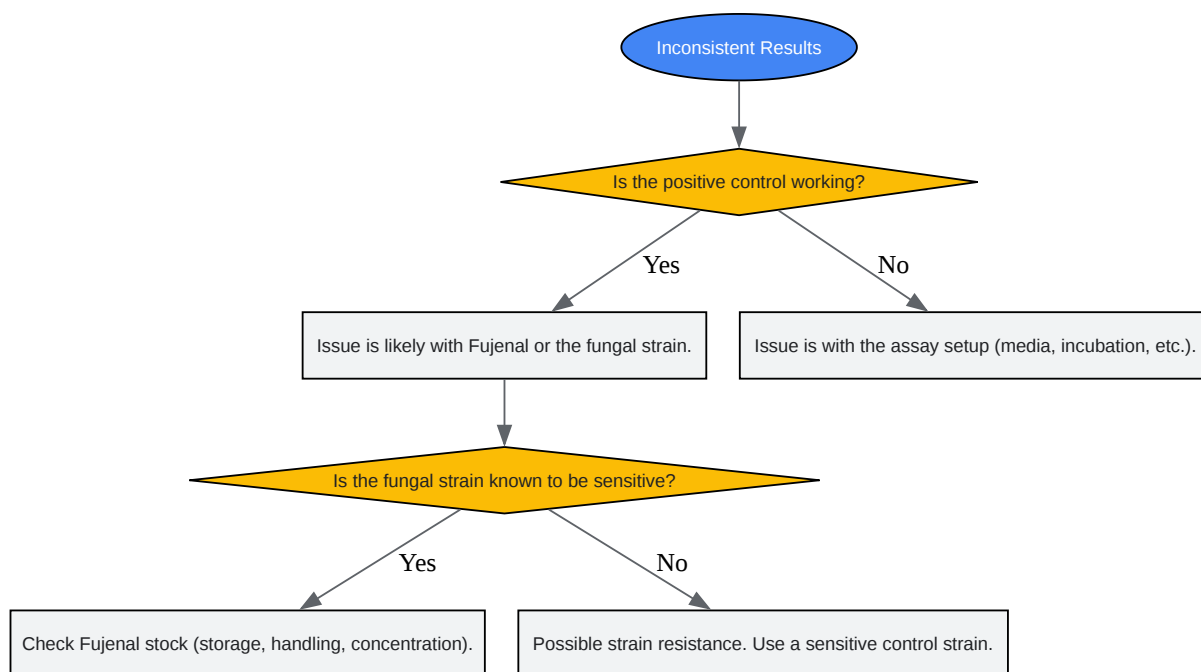 Inconsistent Results
Is the positive control working?
Yes
No
Issue is likely with Fujenal or the fungal strain.
Issue is with the assay setup (media, incubation, etc.).
Is the fungal strain known to be sensitive?
Yes
No
Check Fujenal stock (storage, handling, concentration).
Possible strain resistance. Use a sensitive control strain.